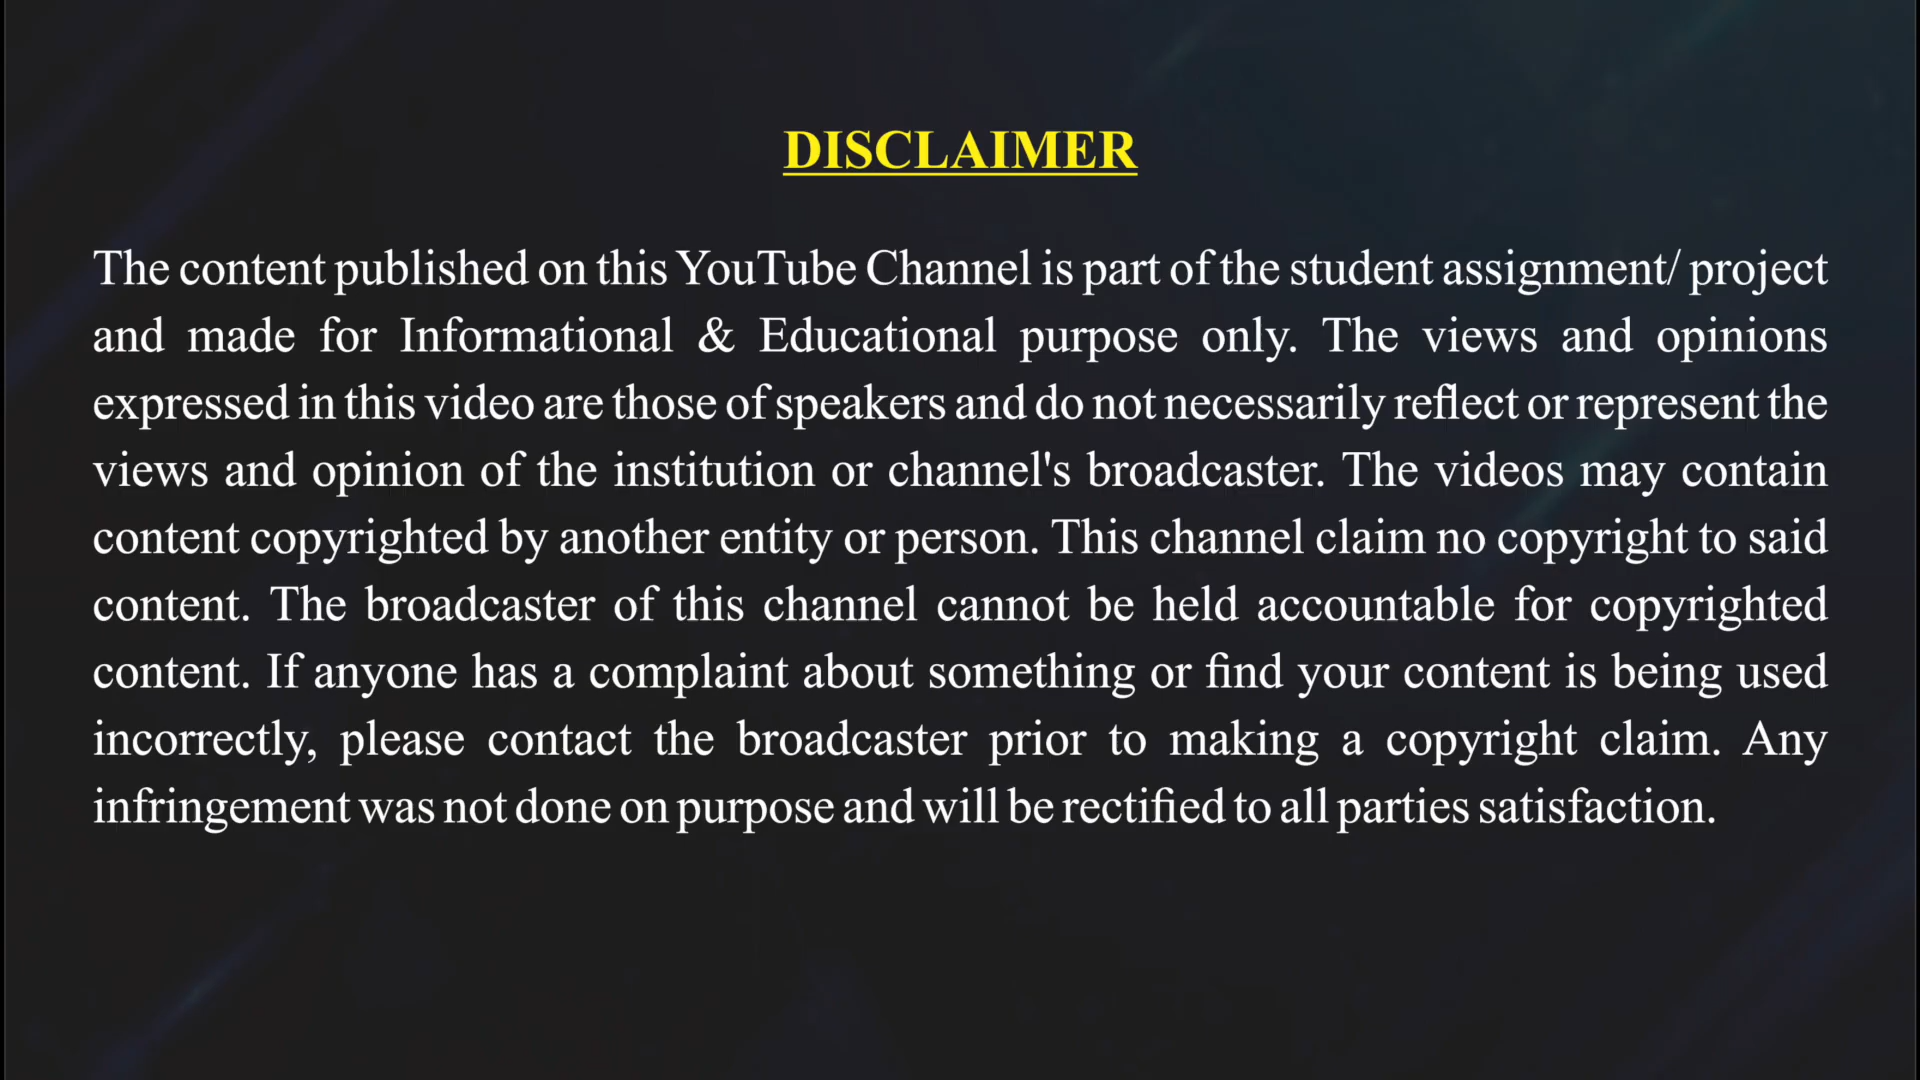 DISCLAIMER
The content published on this YouTube Channel is part of the student assignment/ project
and made for Informational & Educational purpose only. The views and opinions
expressed in this video are those of speakers and do not necessarily reflect or represent the
views and opinion of the institution or channel's broadcaster. The videos may contain
content copyrighted by another entity or person. This channel claim no copyright to said
content. The broadcaster of this channel cannot be held accountable for copyrighted
content. If anyone has a complaint about something or find your content is being used
incorrectly, please contact the broadcaster prior to making a copyright claim. Any
infringement was not done on purpose and will be rectified to all parties satisfaction.